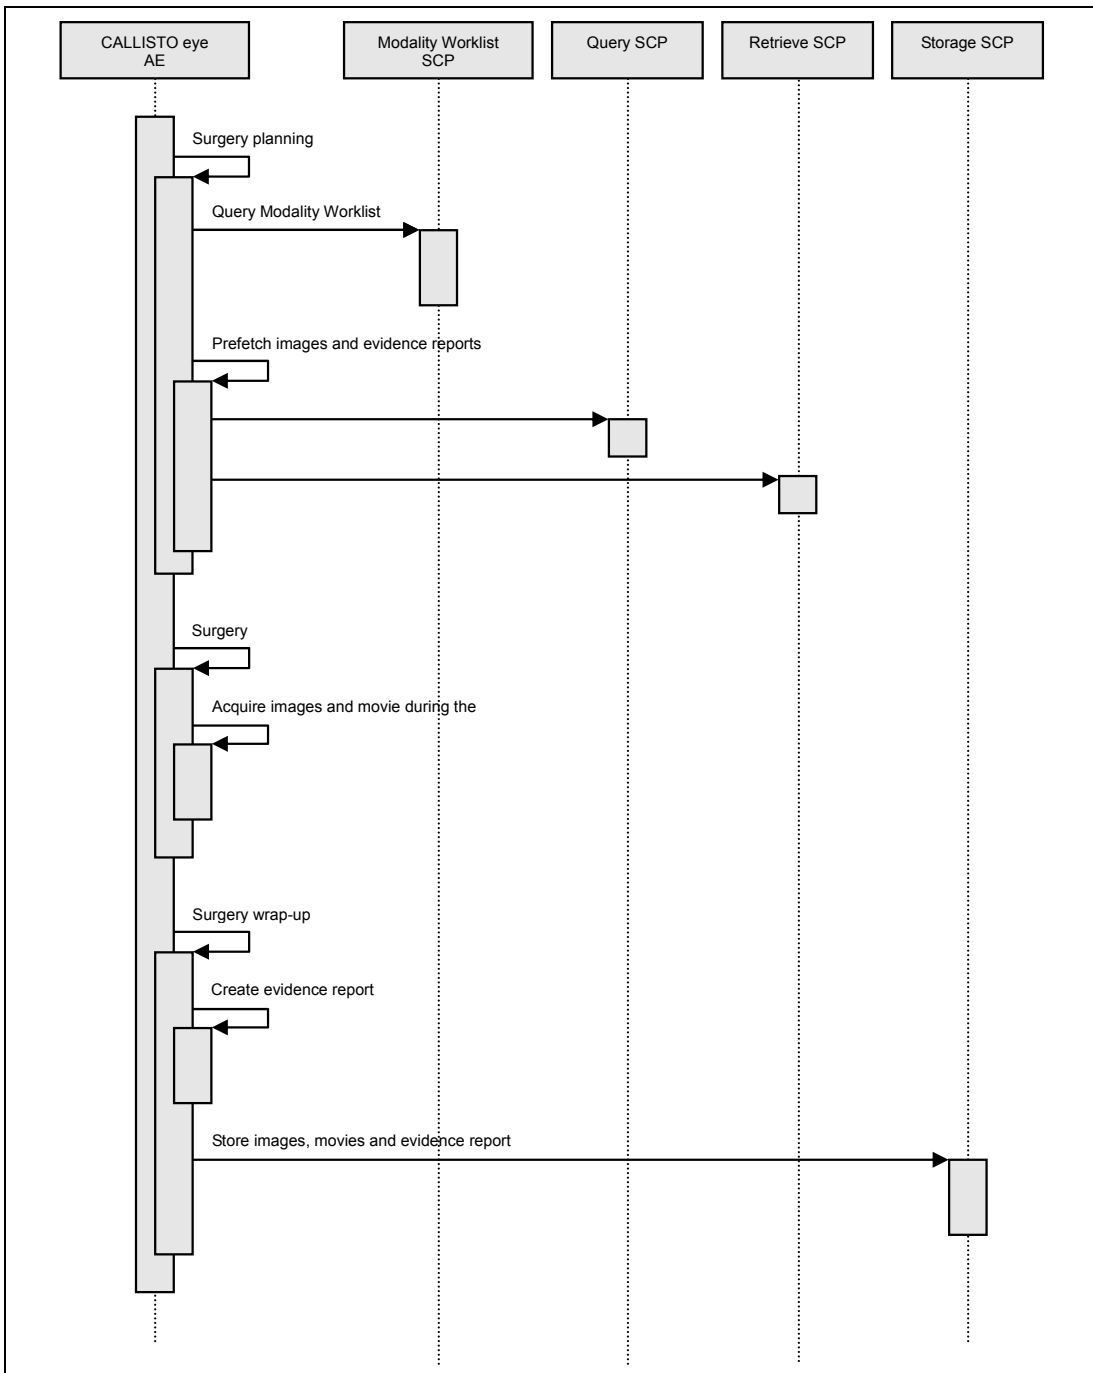 CALLISTO eye
AE
Modality Worklist
SCP
Query SCP
Retrieve SCP
Storage SCP
Surgery planning
Query Modality Worklist
Prefetch images and evidence reports
Surgery
Acquire images and movie during the
Surgery wrap-up
Create evidence report
Store images, movies and evidence report